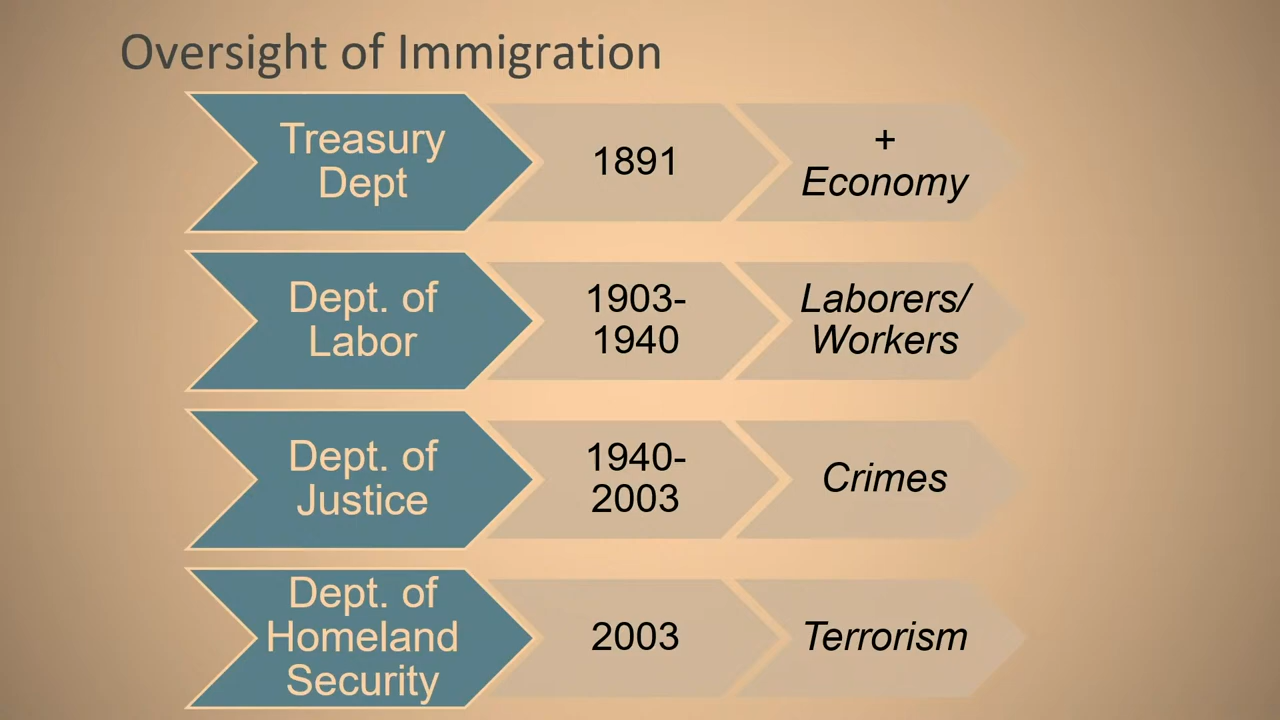 Oversight of Immigration
Treasury
Dept
1891
+
Economy
Dept. of
Labor
1903-
1940
Laborers/
Workers
Dept. of
Justice
1940-
2003
Crimes
Dept. of
Homeland
Security
2003
Terrorism